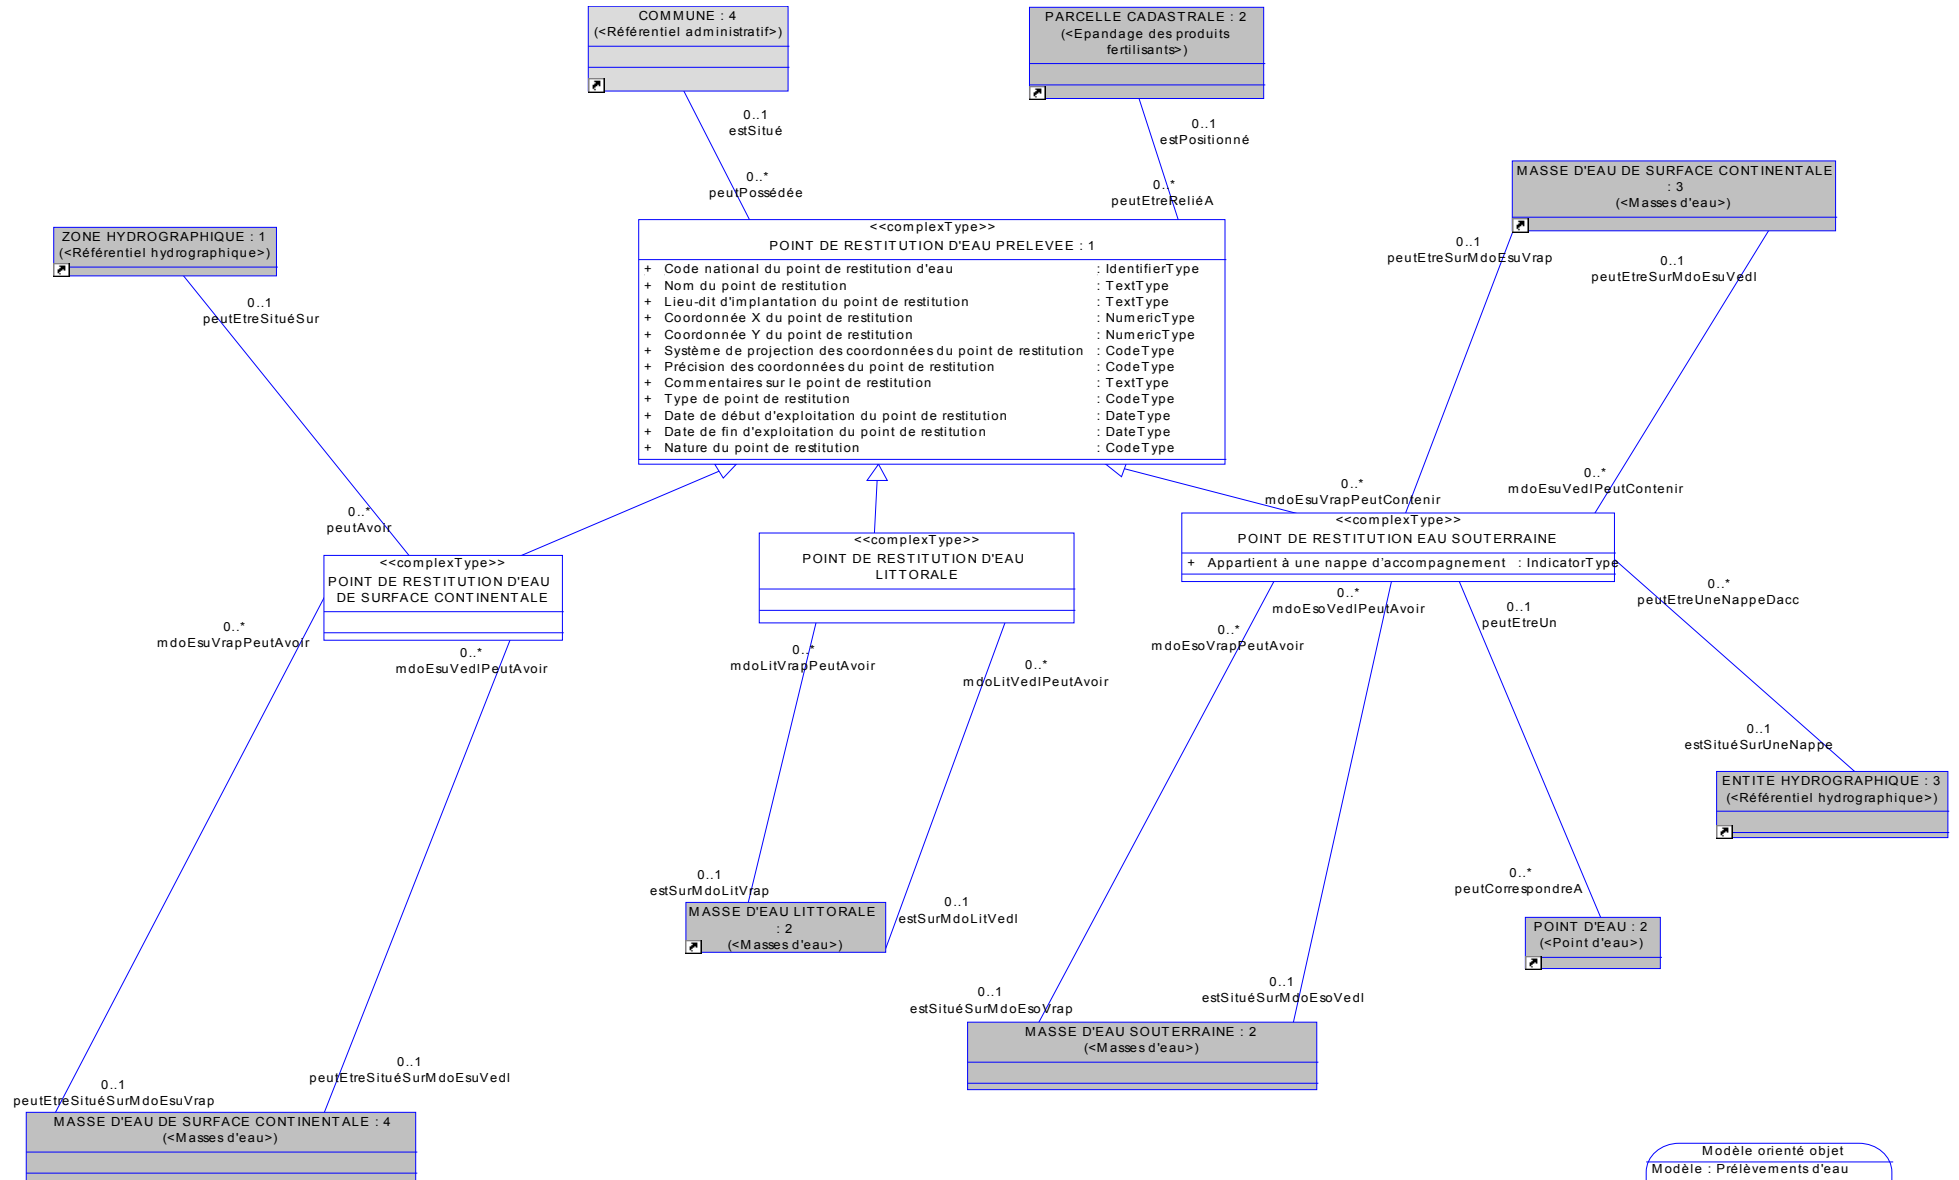 COMMUNE : 4
(<Référentiel administratif>)
PARCELLE CADASTRALE : 2
(<Epandage des produits
fertilisants>)
0..1
estSitué
0..1
estPositionné
0..*
peutPossédée
0..*
peutEtreReliéA
MASSE D'EAU DE SURFACE CONTINENTALE
: 3
(<Masses d'eau>)
ZONE HYDROGRAPHIQUE : 1
(<Référentiel hydrographique>)
0..1
peutEtreSituéSur
0..1
peutEtreSurMdoEsuVrap
0..1
peutEtreSurMdoEsuVedl
<<complexType>>
POINT DE RESTITUTION D'EAU PRELEVEE : 1
+ Code national du point de restitution d'eau : IdentifierType
+ Nom du point de restitution : TextType
+ Lieu-dit d'implantation du point de restitution : TextType
+ Coordonnée X du point de restitution : NumericType
+ Coordonnée Y du point de restitution : NumericType
+ Système de projection des coordonnées du point de restitution : CodeType
+ Précision des coordonnées du point de restitution : CodeType
+ Commentaires sur le point de restitution : TextType
+ Type de point de restitution : CodeType
+ Date de début d'exploitation du point de restitution : DateType
+ Date de fin d'exploitation du point de restitution : DateType
+ Nature du point de restitution : CodeType
0..*
peutAvoir
0..*
mdoEsuVrapPeutContenir
0..*
mdoEsuVedlPeutContenir
<<complexType>>
POINT DE RESTITUTION D'EAU
DE SURFACE CONTINENTALE
<<complexType>>
POINT DE RESTITUTION D'EAU
LITTORALE
<<complexType>>
POINT DE RESTITUTION EAU SOUTERRAINE
+ Appartient à une nappe d'accompagnement : IndicatorType
0..*
mdoEsuVrapPeutAvoir
0..*
mdoEsuVedlPeutAvoir
0..*
mdoLitVrapPeutAvoir
0..*
mdoLitVedlPeutAvoir
0..*
mdoEsoVrapPeutAvoir
0..*
mdoEsoVedlPeutAvoir
0..1
peutEtreUn
0..*
peutEtreUneNappeDacc
0..1
estSituéSurUneNappe
ENTITE HYDROGRAPHIQUE : 3
(<Référentiel hydrographique>)
0..1
estSurMdoLitVrap
0..1
estSurMdoLitVedl
MASSE D'EAU LITTORALE
: 2
(<Masses d'eau>)
0..*
peutCorrespondreA
POINT D'EAU : 2
(<Point d'eau>)
0..1
estSituéSurMdoEsoVrap
0..1
estSituéSurMdoEsoVedl
MASSE D'EAU SOUTERRAINE : 2
(<Masses d'eau>)
0..1
peutEtreSituéSurMdoEsuVrap
0..1
peutEtreSituéSurMdoEsuVedl
MASSE D'EAU DE SURFACE CONTINENTALE : 4
(<Masses d'eau>)
Modèle orienté objet
Modèle : Prélèvements d'eau